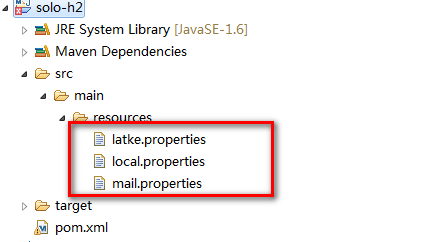 solo-h2
JRE System Library [JavaSE-1.6]
Maven Dependencies
src
main
resources
latke.properties
local.properties
mail.properties
target
pom.xml